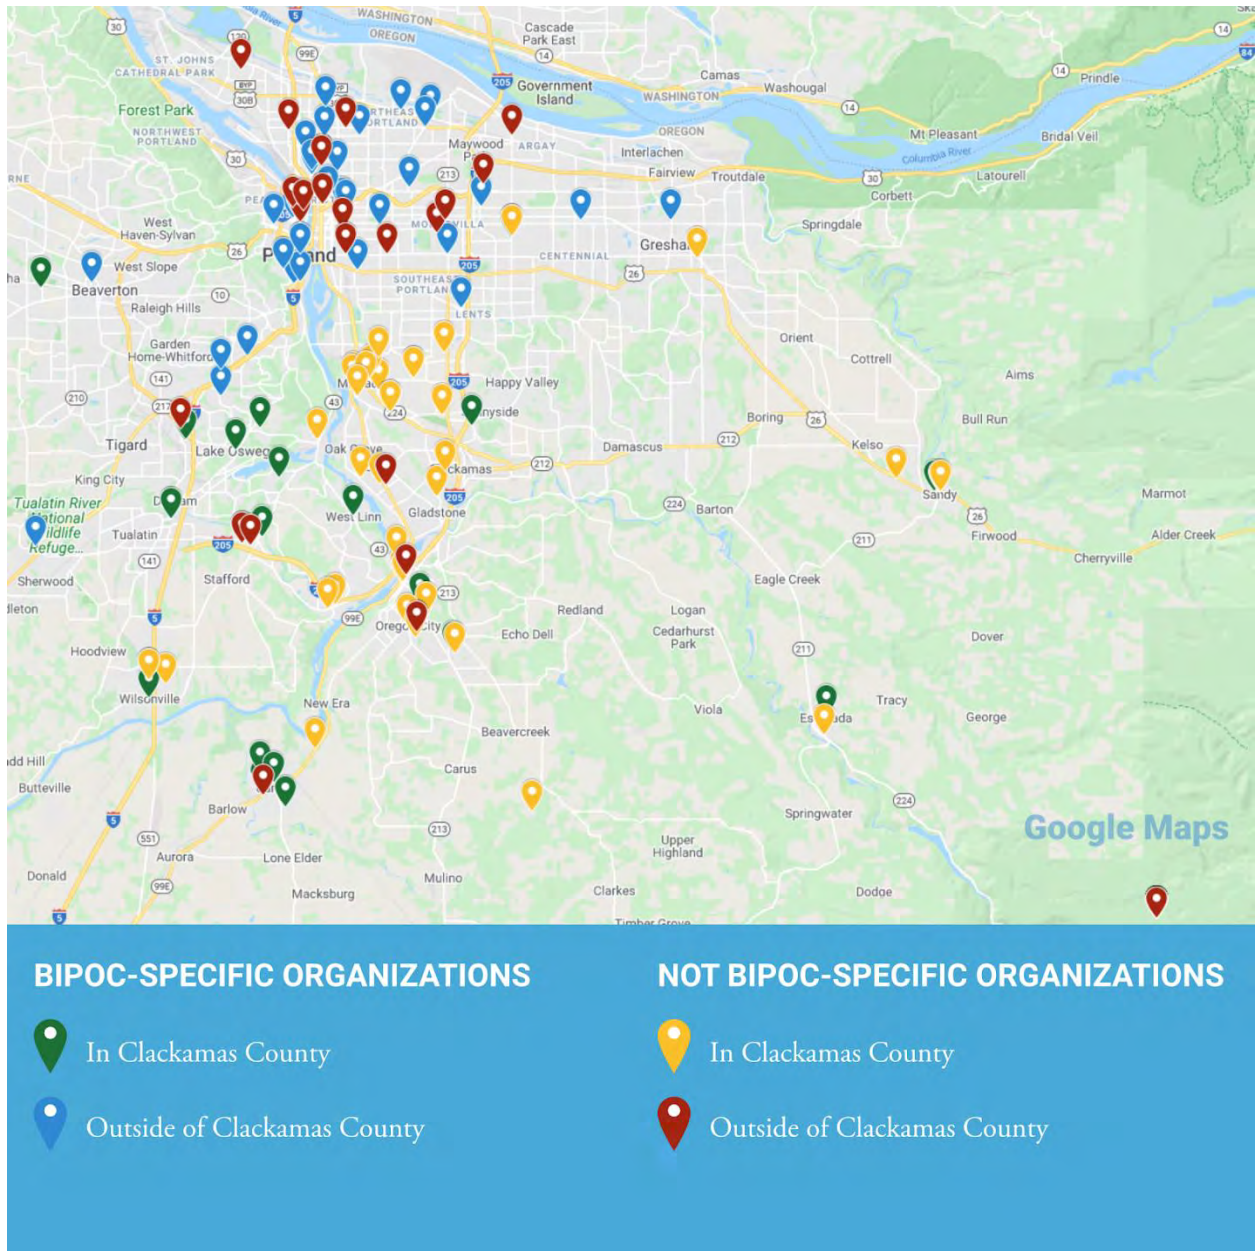 WASHINGTON
OREGON
Cascade
Park East
ST. JOHNS
CATHEDRAL PARK
Forest Park
NORTHWEST
PORTLAND
Government
Island
Camas
Washougal
Prindle
WASHINGTON
OREGON
Mt Pleasant
Bridal Veil
Columbia River
Maywood
ARGAY
Interlachen
Fairview
Troutdale
Latourell
Corbett
Springdale
West
Haven-Sylvan
CENTENNIAL
West Slope
Beaverton
SOUTHEAST
Raleigh Hills
LENTS
Garden
Home-Whitford
Orient
Cottrell
Aims
Happy Valley
Boring
Bull Run
Tigard
Kelso
Damascus
King City
Sandy
Marmot
Tualatin River
National
Wildlife
Refuge...
Tualatin
West Linn
Gladstone
Barton
Firwood
Alder Creek
Cherryville
Sherwood
Stafford
Eagle Creek
Redland
Logan
Cedarhurst
Park
Echo Dell
Dover
Hoodview
Wilsonville
New Era
Viola
Tracy
George
Beavercreek
Butteville
Carus
Barlow
Springwater
Google Maps
Upper
Highland
Aurora
Lone Elder
Donald
Mulino
Macksburg
Clarkes
Dodge
Timber Grove
BIPOC-SPECIFIC ORGANIZATIONS
In Clackamas County
Outside of Clackamas County
NOT BIPOC-SPECIFIC ORGANIZATIONS
In Clackamas County
Outside of Clackamas County